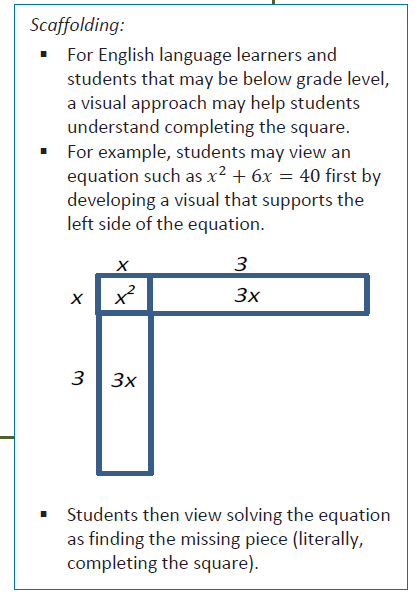 Scaffolding:
▪ For English language learners and
students that may be below grade level,
a visual approach may help students
understand completing the square.
▪ For example, students may view an
equation such as x² + 6x = 40 first by
developing a visual that supports the
left side of the equation.
x 3
x x² 3x
3 3x
▪ Students then view solving the equation
as finding the missing piece (literally,
completing the square).